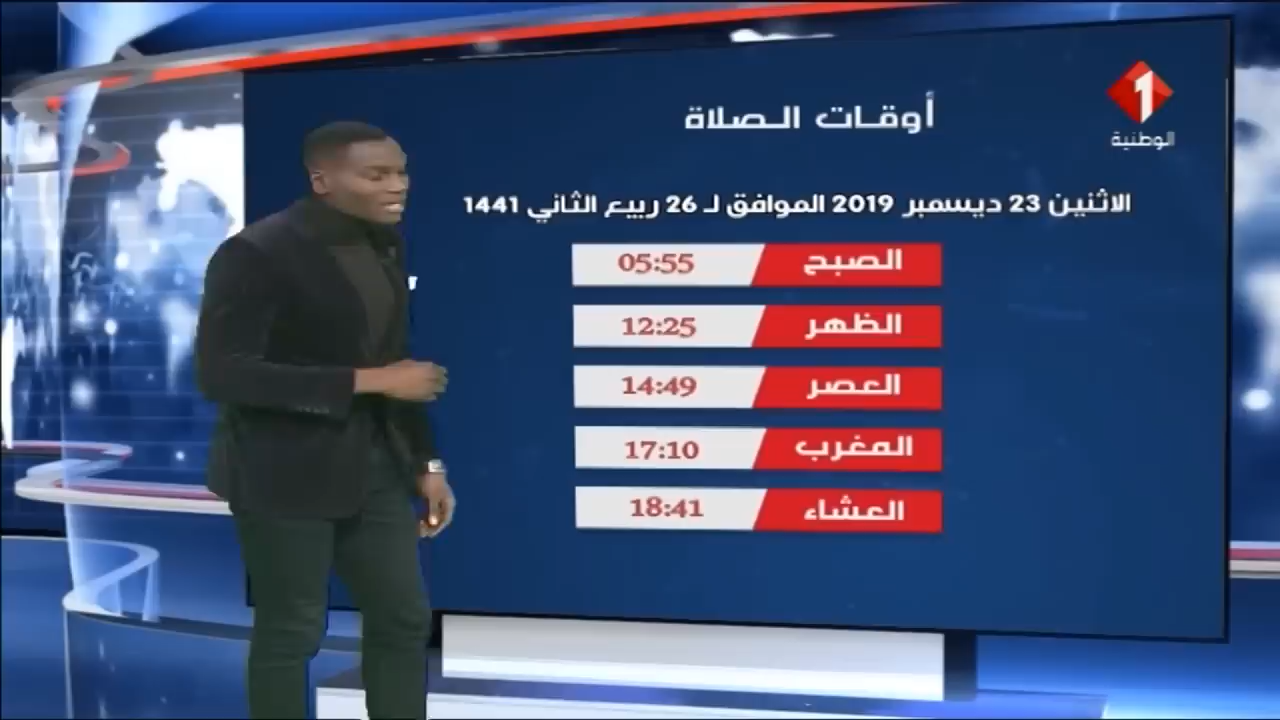 1
الوطنية
أوقات الصلاة
الاثنين 23 ديسمبر 2019 الموافق لـ 26 ربيع الثاني 1441
الصبح 05:55
الظهر 12:25
العصر 14:49
المغرب 17:10
العشاء 18:41